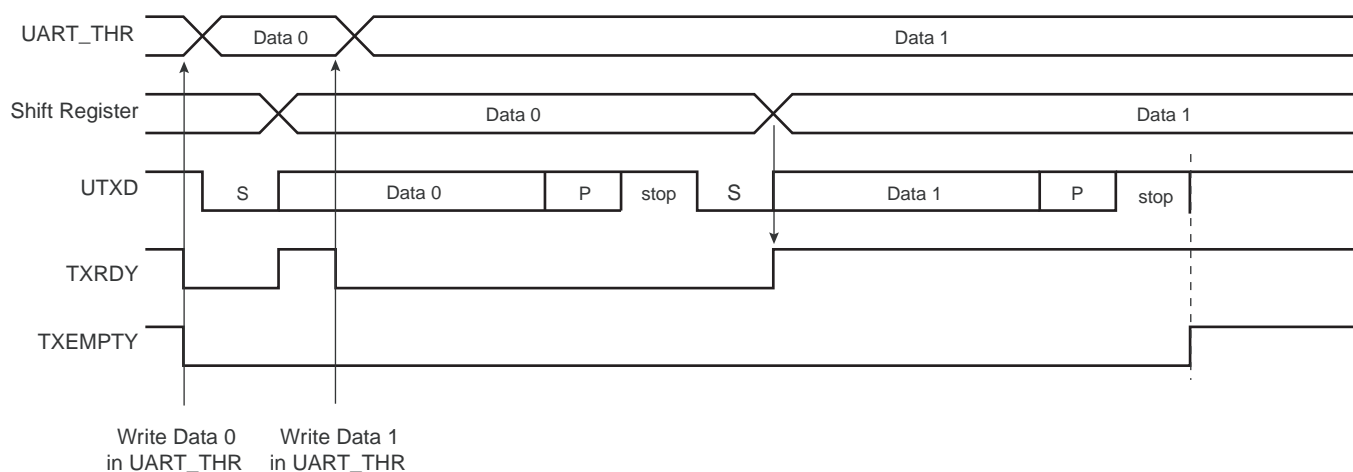 UART_THR
Data 0
Data 1
Shift Register
Data 0
Data 1
UTXD
S
Data 0
P
stop
S
Data 1
P
stop
TXRDY
TXEMPTY
Write Data 0
in UART_THR
Write Data 1
in UART_THR